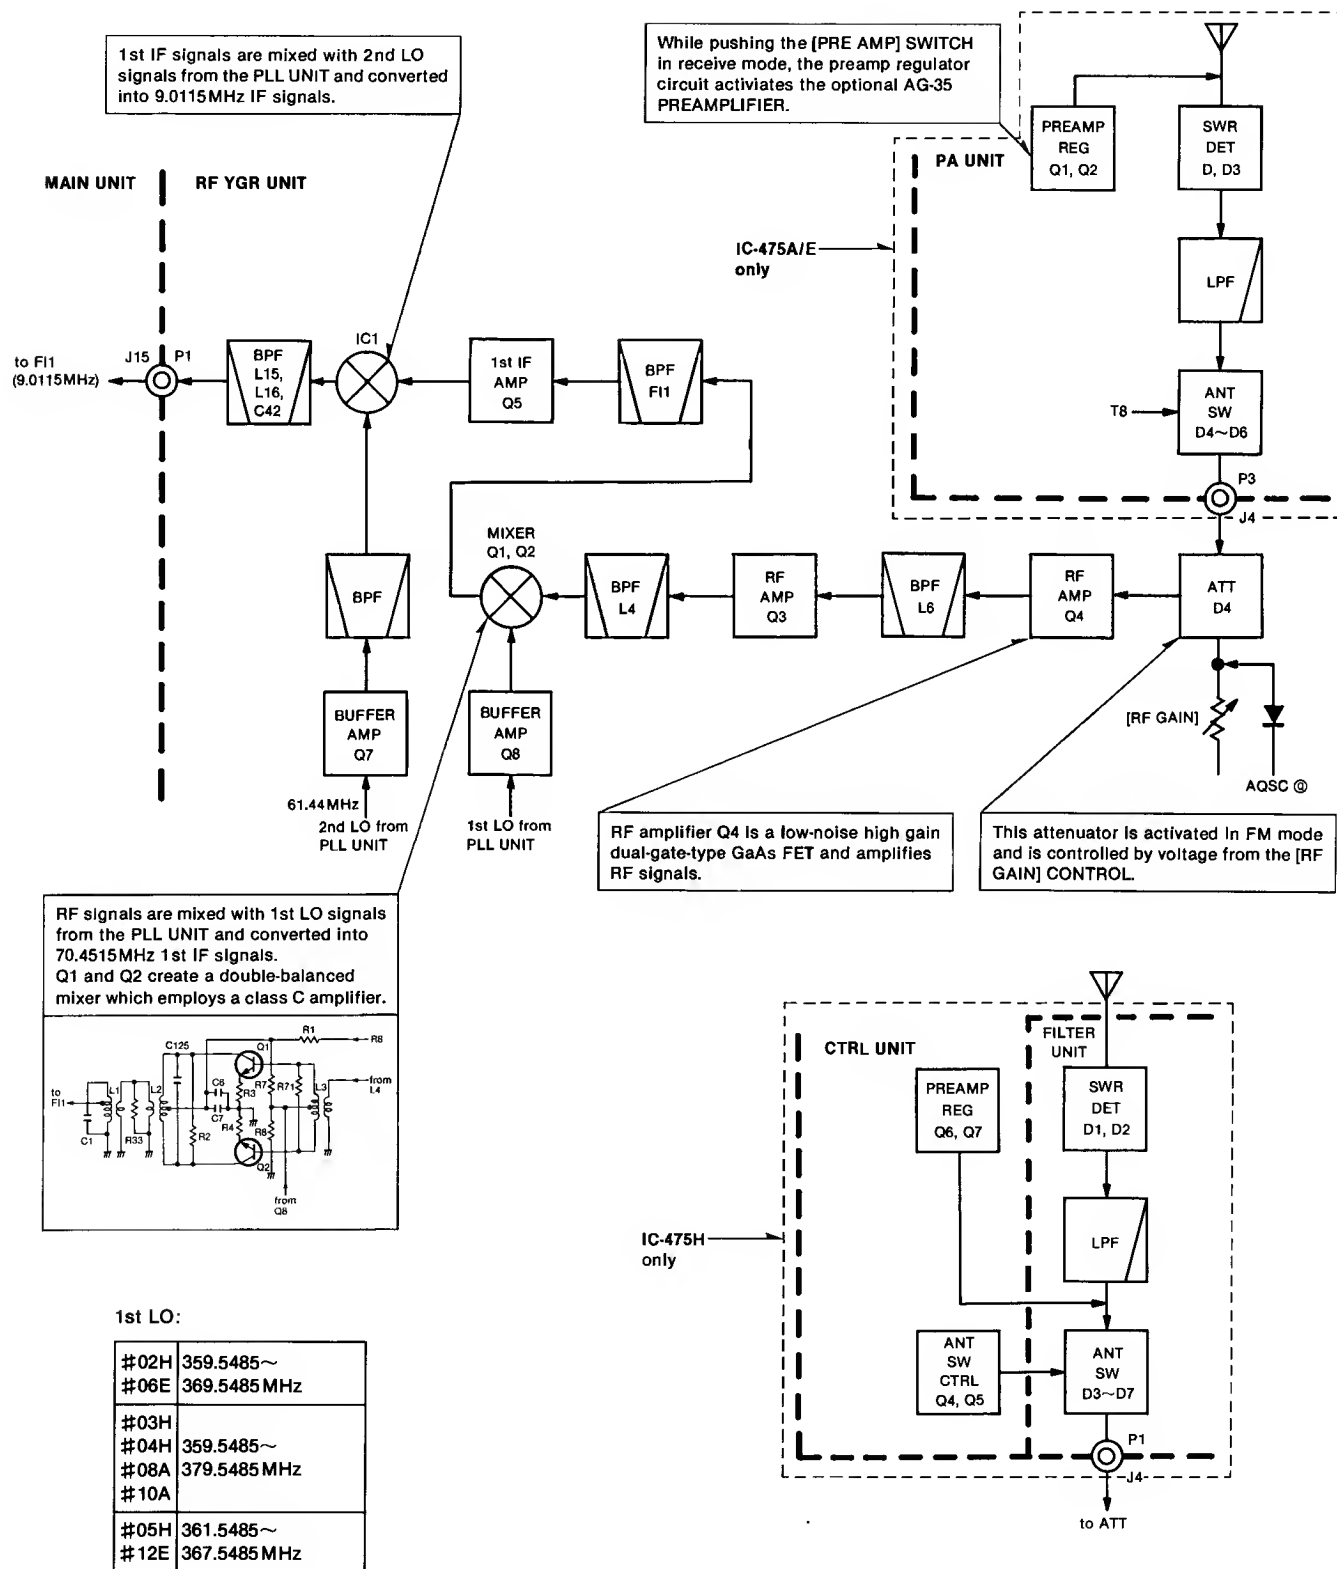 1st IF signals are mixed with 2nd LO
signals from the PLL UNIT and converted
into 9.0115MHz IF signals.
While pushing the [PRE AMP] SWITCH
in receive mode, the preamp regulator
circuit activiates the optional AG-35
PREAMPLIFIER.
PREAMP
REG
Q1, Q2
SWR
DET
D, D3
PA UNIT
MAIN UNIT
RF YGR UNIT
IC-475A/E
only
LPF
to FI1
(9.0115MHz)
J15
P1
BPF
L15,
L16,
C42
IC1
1st IF
AMP
Q5
BPF
FI1
T8
ANT
SW
D4~D6
P3
J4
MIXER
Q1, Q2
BPF
BPF
L4
RF
AMP
Q3
BPF
L6
RF
AMP
Q4
ATT
D4
BUFFER
AMP
Q7
BUFFER
AMP
Q8
[RF GAIN]
AQSC @
61.44MHz
2nd LO from
PLL UNIT
1st LO from
PLL UNIT
RF amplifier Q4 is a low-noise high gain
dual-gate-type GaAs FET and amplifies
RF signals.
This attenuator is activated in FM mode
and is controlled by voltage from the [RF
GAIN] CONTROL.
RF signals are mixed with 1st LO signals
from the PLL UNIT and converted into
70.4515MHz 1st IF signals.
Q1 and Q2 create a double-balanced
mixer which employs a class C amplifier.
R1
R8
C125
Q1
to
FI1
L1
L2
C6
R3
R7
R71
L3
from
L4
C7
C1
R33
R2
R4
R8
Q2
from
Q8
CTRL UNIT
FILTER
UNIT
PREAMP
REG
Q6, Q7
SWR
DET
D1, D2
IC-475H
only
LPF
ANT
SW
CTRL
Q4, Q5
ANT
SW
D3~D7
P1
J4
to ATT
1st LO:
#02H 359.5485~
#06E 369.5485MHz
#03H
#04H 359.5485~
#08A 379.5485MHz
#10A
#05H 361.5485~
#12E 367.5485MHz